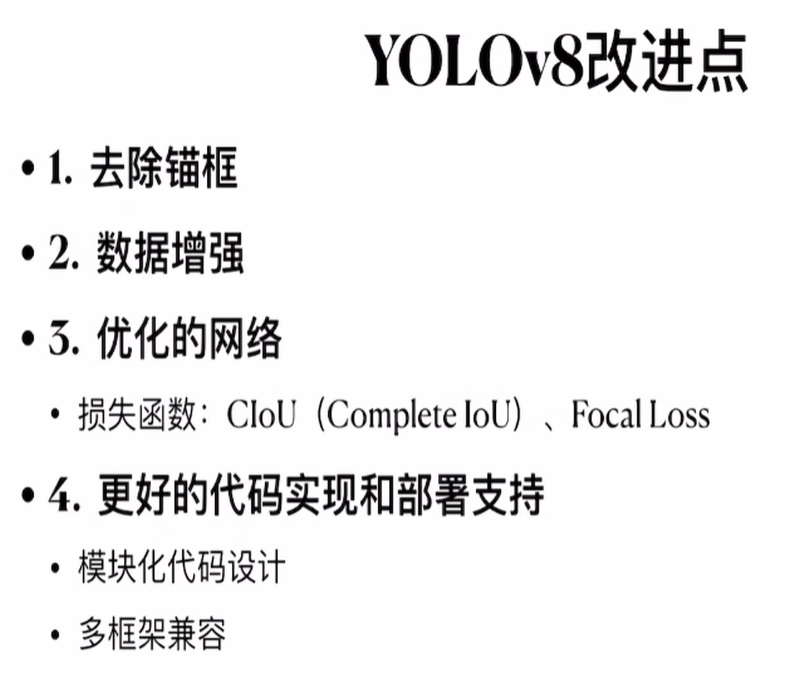 YOLOv8改进点
• 1. 去除锚框
• 2. 数据增强
• 3. 优化的网络
• 损失函数：CIoU（Complete IoU）、Focal Loss
• 4. 更好的代码实现和部署支持
• 模块化代码设计
• 多框架兼容